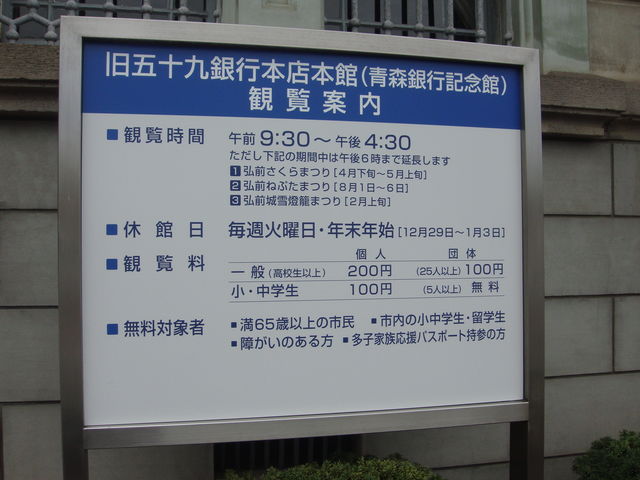 旧五十九銀行本店本館(青森銀行記念館)
観覧案内
■観覧時間 午前 9:30～午後 4:30
ただし下記の期間中は午後6時まで延長します
1 弘前さくらまつり[4月下旬～5月上旬]
2 弘前ねぷたまつり[8月1日～6日]
3 弘前城雪燈籠まつり[2月上旬]
■休館日 毎週火曜日・年末年始[12月29日～1月3日]
■観覧料 個人 団体
一般(高校生以上) 200円 (25人以上)100円
小・中学生 100円 (5人以上) 無料
■無料対象者 ■満65歳以上の市民 ■市内の小中学生・留学生
■障がいのある方 ■多子家族応援パスポート持参の方